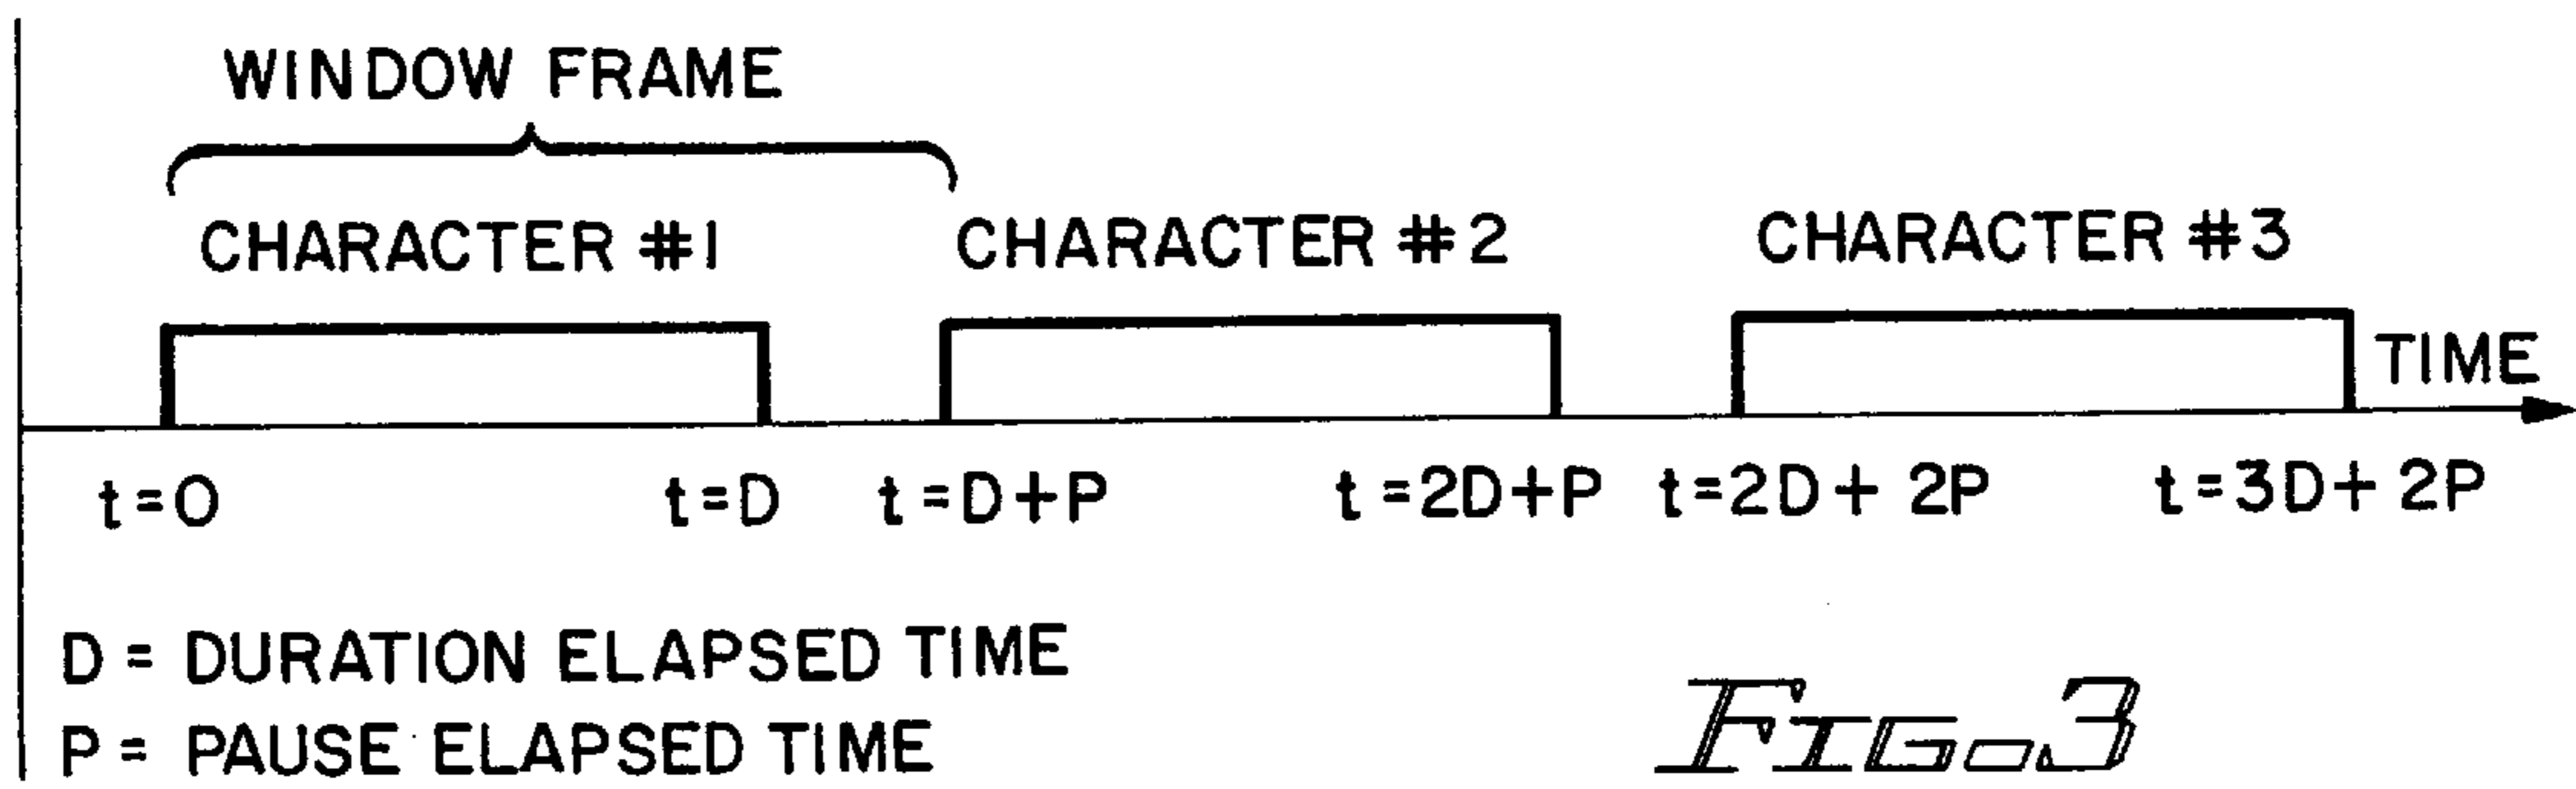 WINDOW FRAME
CHARACTER #1 CHARACTER #2 CHARACTER #3
TIME
t=0 t=D t=D+P t=2D+P t=2D+2P t=3D+2P
D = DURATION ELAPSED TIME
P = PAUSE ELAPSED TIME
FIG. 3